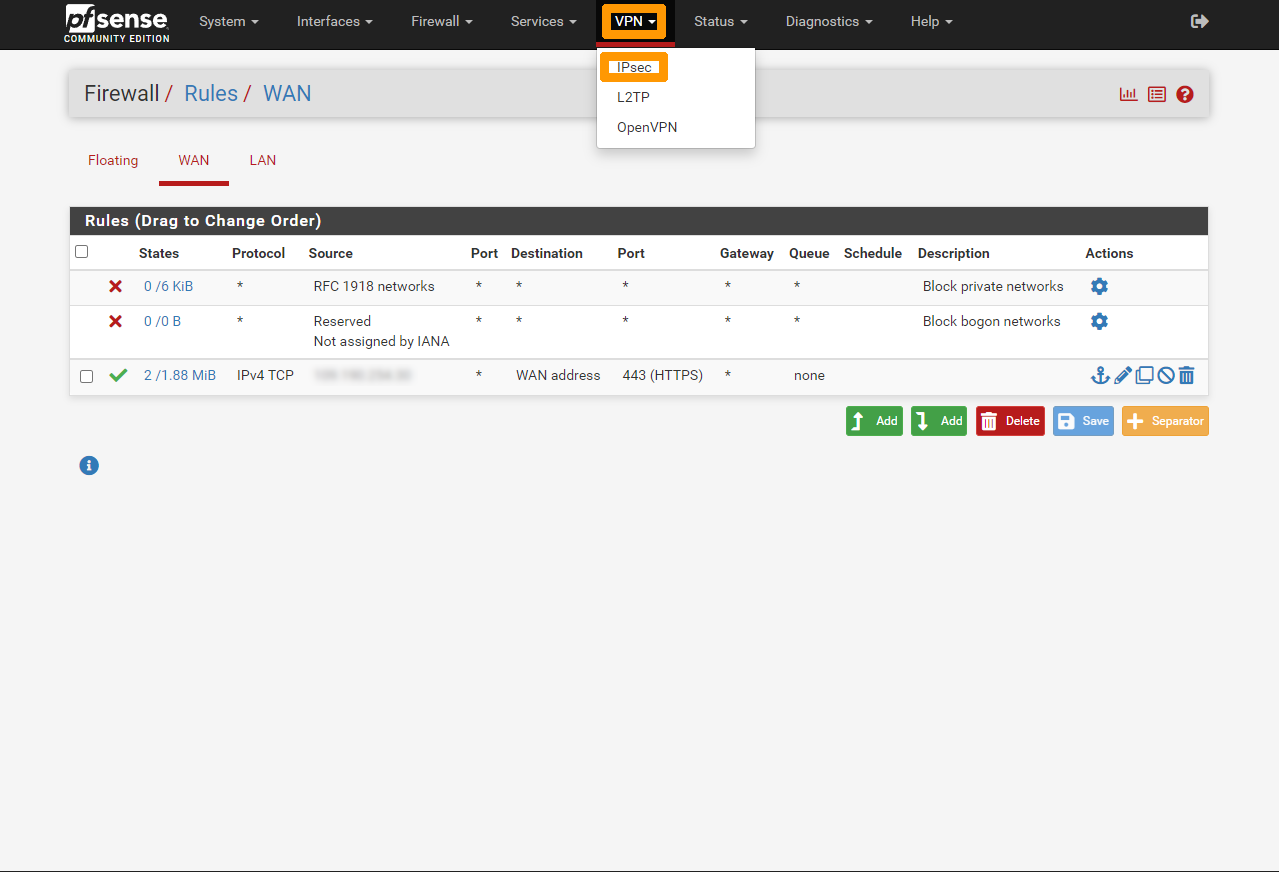 pfsense
COMMUNITY EDITION
System Interfaces Firewall Services VPN Status Diagnostics Help
IPsec
L2TP
OpenVPN
Firewall / Rules / WAN
Floating WAN LAN
Rules (Drag to Change Order)
States Protocol Source Port Destination Port Gateway Queue Schedule Description Actions
0 /6 KiB * RFC 1918 networks * * * * * Block private networks
0 /0 B * Reserved * * * * * Block bogon networks
Not assigned by IANA
2 /1.88 MiB IPv4 TCP * WAN address 443 (HTTPS) * none
Add Add Delete Save Separator